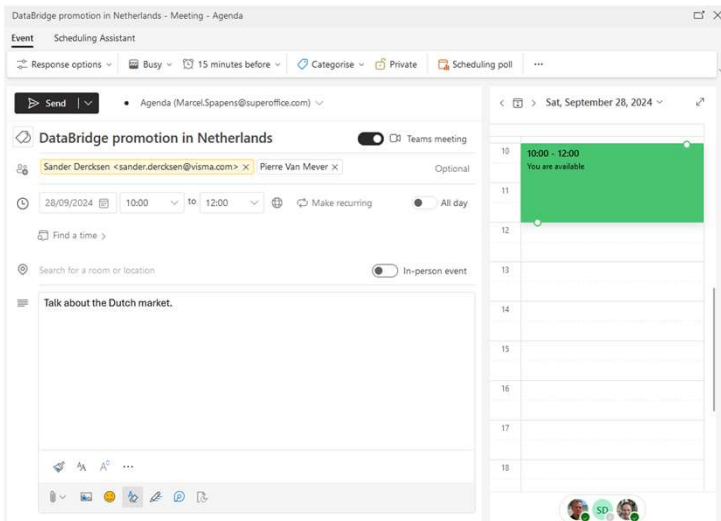 DataBridge promotion in Netherlands - Meeting - Agenda
Event Scheduling Assistant
Response options Busy 15 minutes before Categorise Private Scheduling poll ...
Send Agenda (Marcel.Spapens@superoffice.com)
Sat, September 28, 2024
DataBridge promotion in Netherlands Teams meeting
Sander Dercksen <sander.dercksen@visma.com> × Pierre Van Mever × Optional
28/09/2024 10:00 to 12:00 Make recurring All day
Find a time >
Search for a room or location In-person event
Talk about the Dutch market.
10 10:00 - 12:00
You are available
11
12
13
14
15
16
17
18
SD